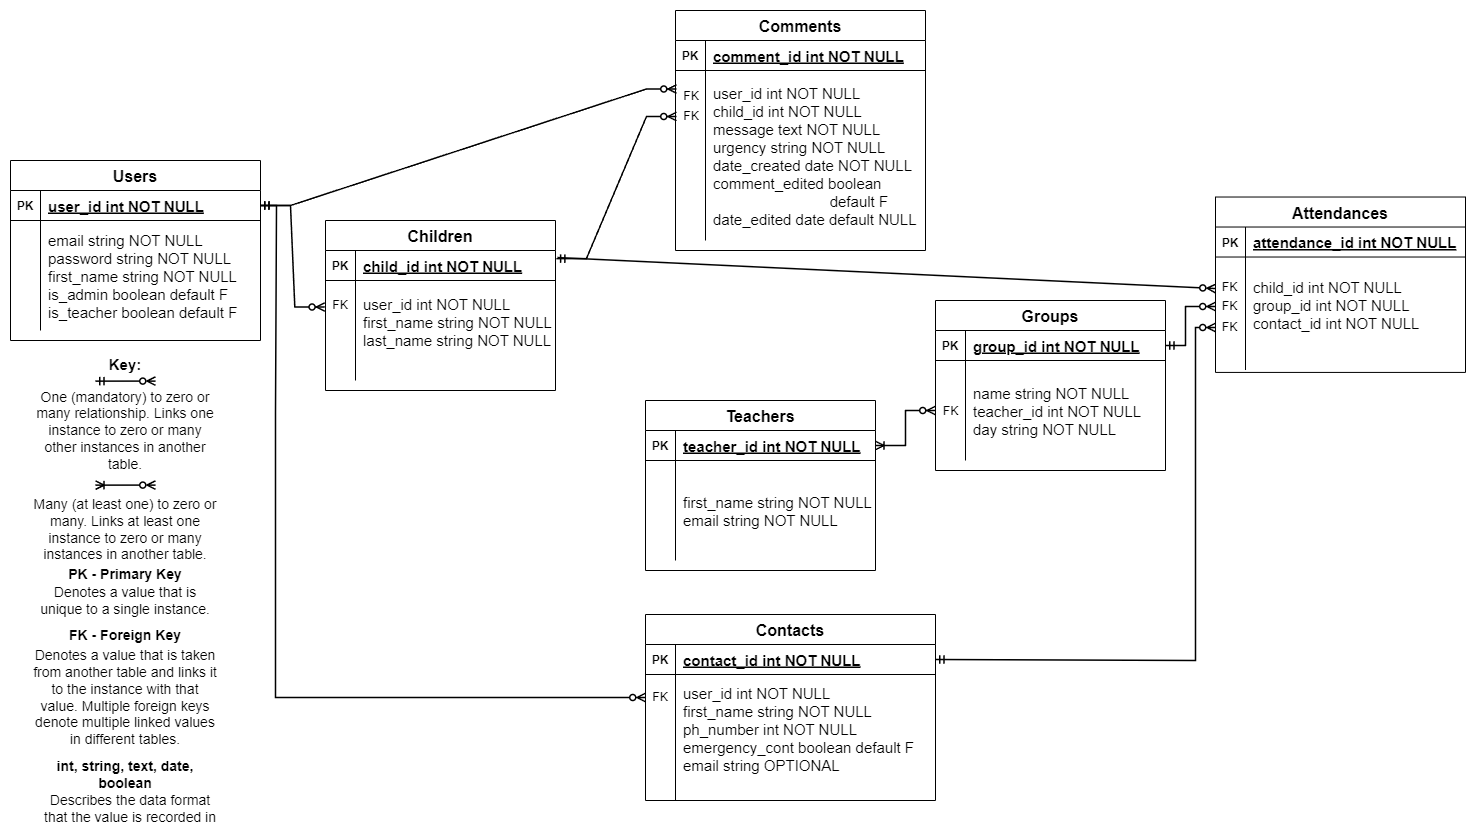 Comments
PK comment_id int NOT NULL
FK user_id int NOT NULL
FK child_id int NOT NULL
message text NOT NULL
urgency string NOT NULL
date_created date NOT NULL
comment_edited boolean
default F
date_edited date default NULL
Users
PK user_id int NOT NULL
email string NOT NULL
password string NOT NULL
first_name string NOT NULL
is_admin boolean default F
is_teacher boolean default F
Children
PK child_id int NOT NULL
FK user_id int NOT NULL
first_name string NOT NULL
last_name string NOT NULL
Attendances
PK attendance_id int NOT NULL
FK child_id int NOT NULL
FK group_id int NOT NULL
FK contact_id int NOT NULL
Groups
PK group_id int NOT NULL
name string NOT NULL
FK teacher_id int NOT NULL
day string NOT NULL
Teachers
PK teacher_id int NOT NULL
first_name string NOT NULL
email string NOT NULL
Contacts
PK contact_id int NOT NULL
FK user_id int NOT NULL
first_name string NOT NULL
ph_number int NOT NULL
emergency_cont boolean default F
email string OPTIONAL
Key:
One (mandatory) to zero or
many relationship. Links one
instance to zero or many
other instances in another
table.
Many (at least one) to zero or
many. Links at least one
instance to zero or many
instances in another table.
PK - Primary Key
Denotes a value that is
unique to a single instance.
FK - Foreign Key
Denotes a value that is taken
from another table and links it
to the instance with that
value. Multiple foreign keys
denote multiple linked values
in different tables.
int, string, text, date,
boolean
Describes the data format
that the value is recorded in